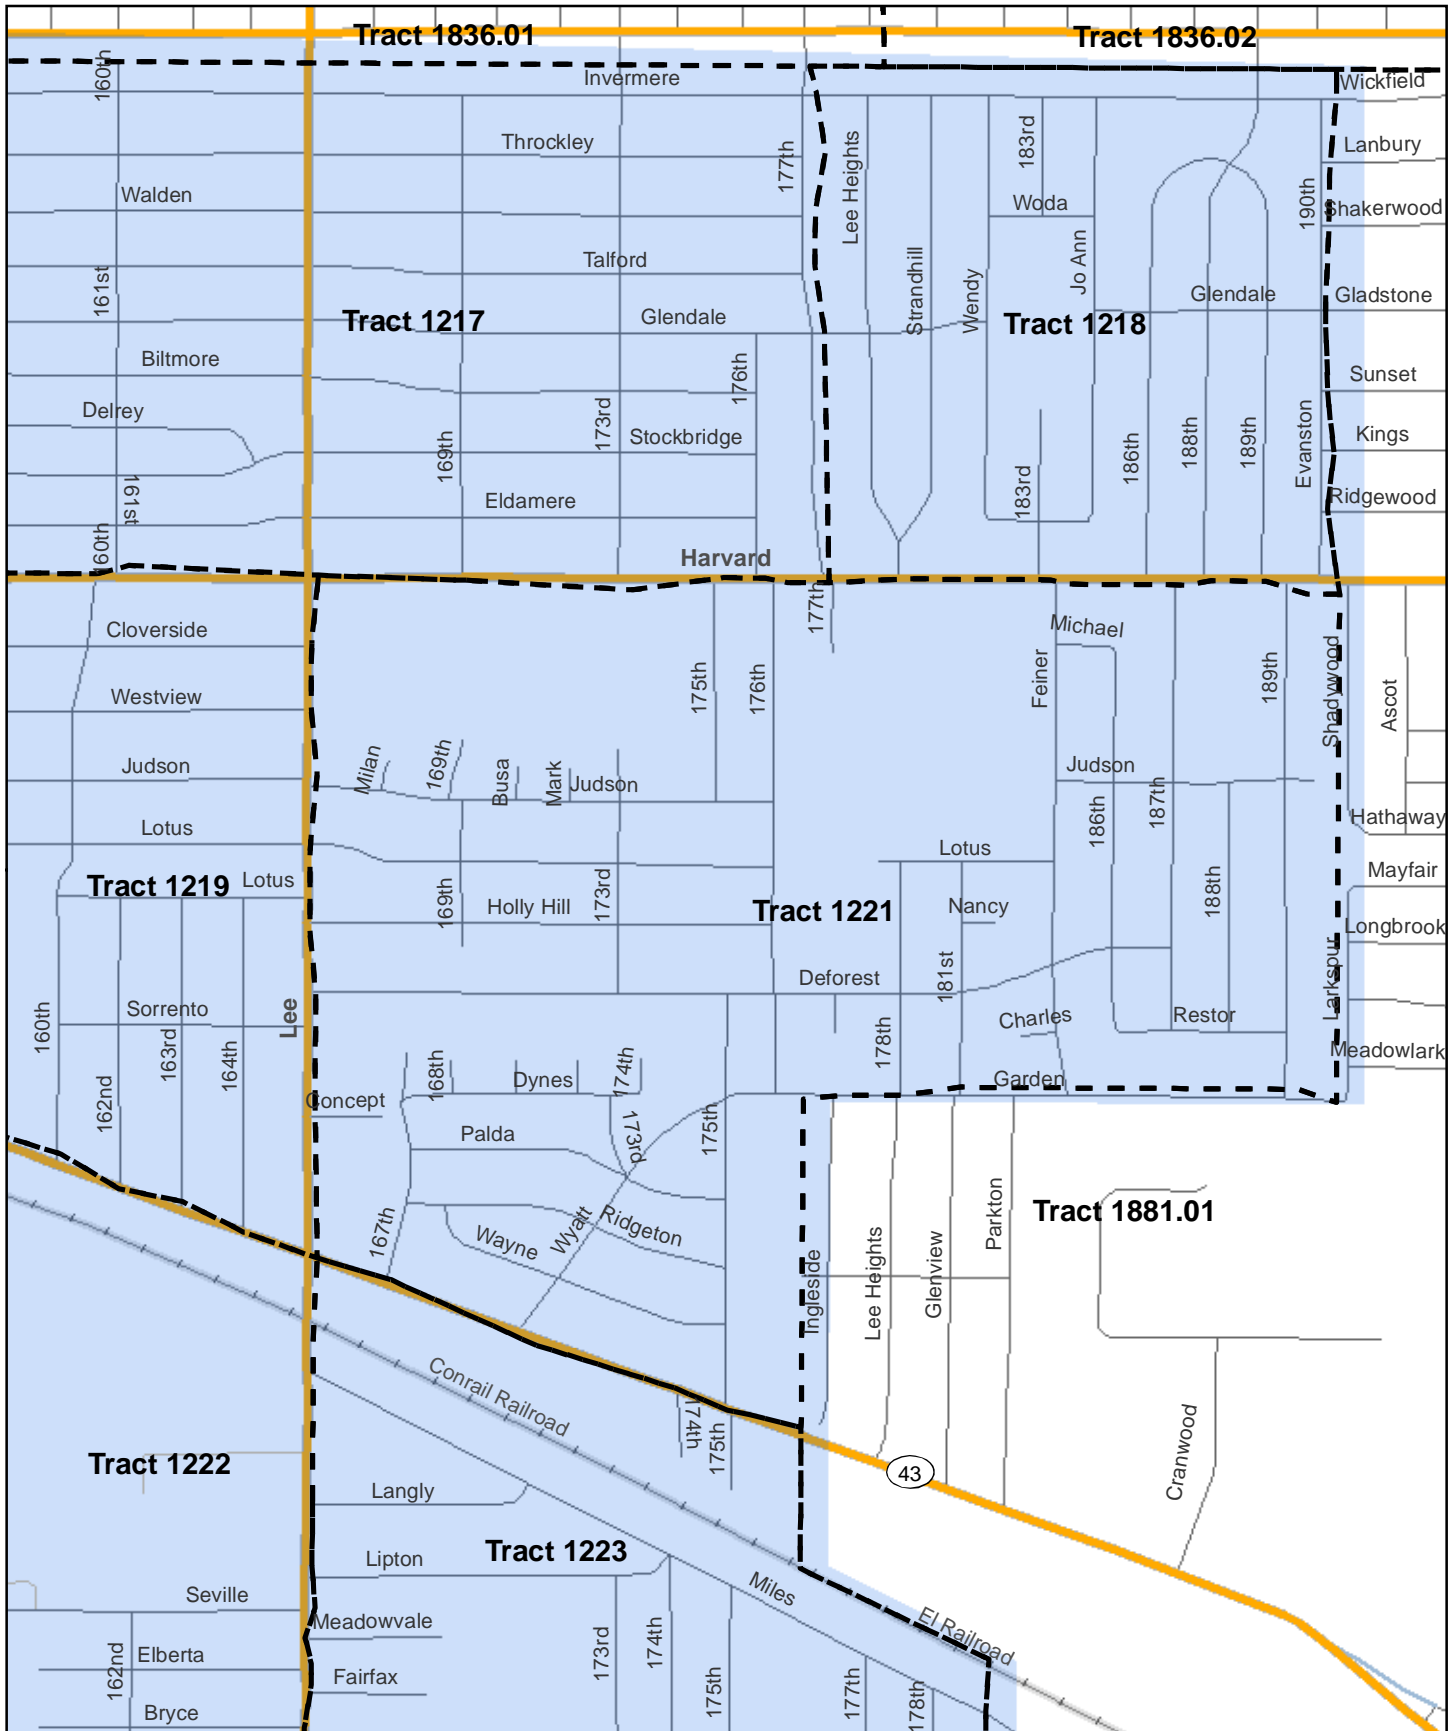 Tract 1836.01
Tract 1836.02
160th
Invermere
Wickfield
Throckley
177th
Lee Heights
183rd
Lanbury
Walden
Woda
190th
Shakerwood
161st
Talford
Strandhill
Wendy
Jo Ann
Glendale
Gladstone
Tract 1217
Glendale
Tract 1218
Biltmore
176th
Sunset
Delrey
169th
173rd
Stockbridge
186th
188th
189th
Evanston
Kings
161st
Eldamere
183rd
Ridgewood
160th
Harvard
177th
Cloverside
Michael
175th
176th
Feiner
189th
Shadywood
Ascot
Westview
Judson
Milan
169th
Busa
Mark
Judson
Judson
186th
187th
Hathaway
Lotus
Lotus
Mayfair
Tract 1219
Lotus
169th
Holly Hill
173rd
Tract 1221
Nancy
188th
Longbrook
181st
Deforest
Larkspur
160th
Sorrento
163rd
164th
Lee
178th
Charles
Restor
Meadowlark
162nd
168th
Dynes
174th
Garden
Concept
173rd
175th
Palda
167th
Wayne
Wyatt
Ridgeton
Ingleside
Lee Heights
Glenview
Parkton
Tract 1881.01
Conrail Railroad
174th
175th
43
Cranwood
Tract 1222
Langly
Tract 1223
Lipton
Miles
Seville
Meadowvale
El Railroad
162nd
Elberta
173rd
174th
175th
177th
178th
Fairfax
Bryce